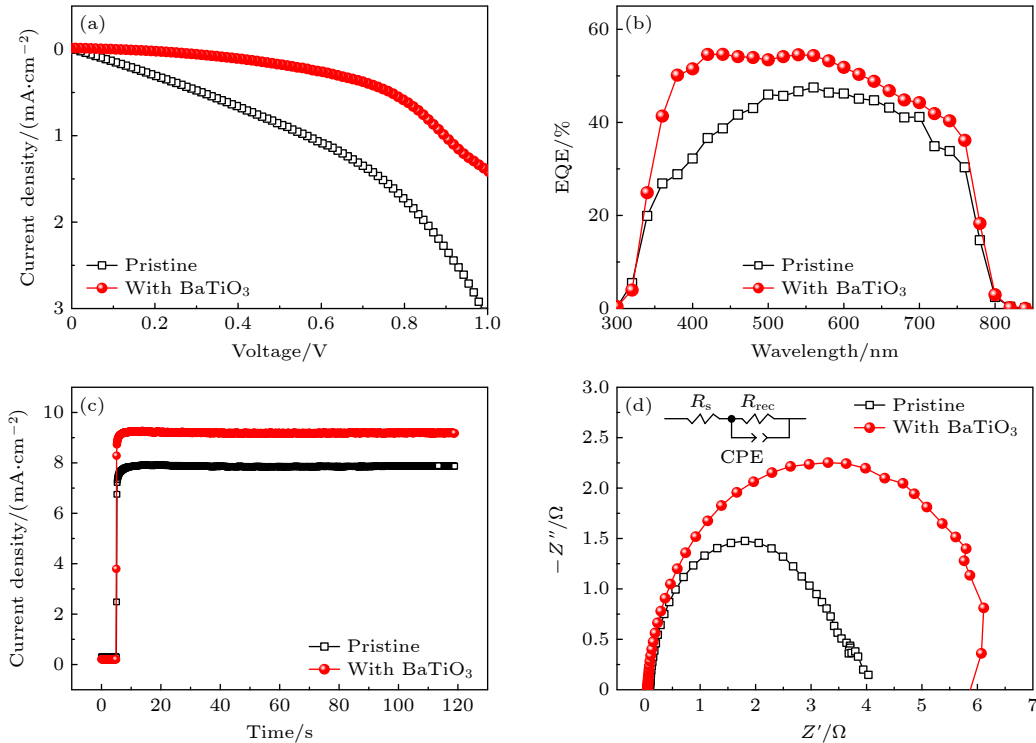 (a)
0
1
2
3
Current density/(mA·cm−2)
Pristine
With BaTiO3
0
0.2
0.4
0.6
0.8
1.0
Voltage/V
(b)
60
40
20
0
EQE/%
Pristine
With BaTiO3
300
400
500
600
700
800
Wavelength/nm
(c)
10
8
6
4
2
0
Current density/(mA·cm−2)
Pristine
With BaTiO3
0
20
40
60
80
100
120
Time/s
(d)
3.0
2.5
2.0
1.5
1.0
0.5
0
−Z′′/Ω
Rs
Rrec
CPE
Pristine
With BaTiO3
0
1
2
3
4
5
6
7
Z′/Ω